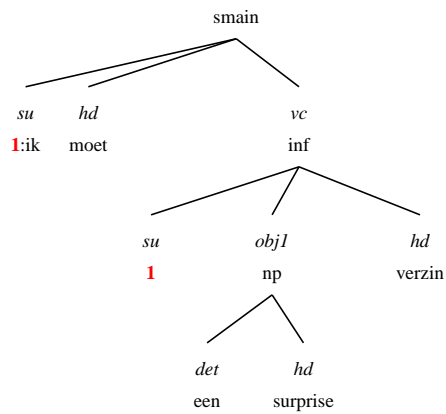 smain
su hd vc
1:ik moet inf
su obj1 hd
1 np verzin
det hd
een surprise